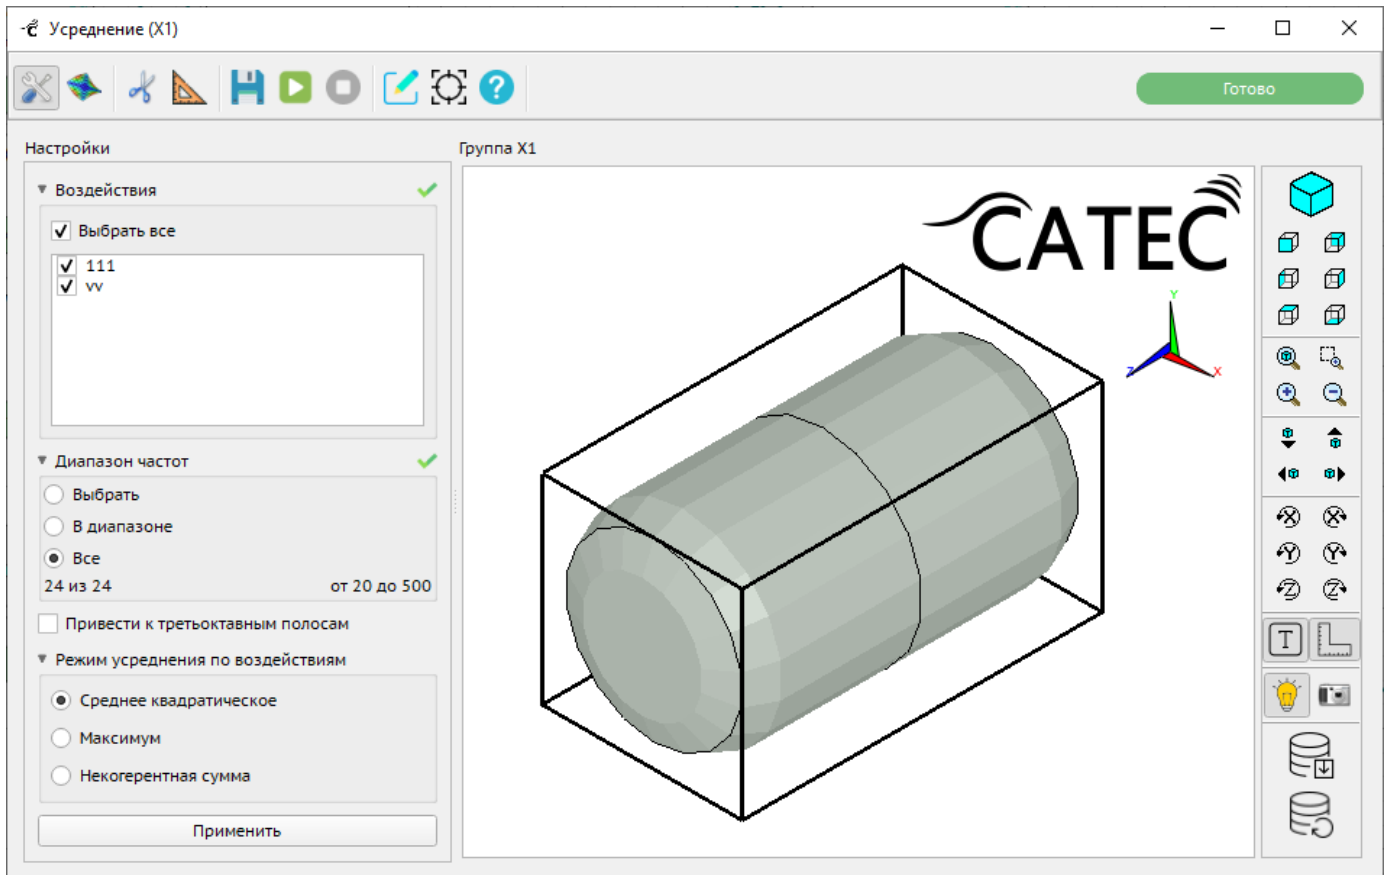 Усреднение (X1)
Готово
Настройки
Группа X1
Воздействия
Выбрать все
111
vv
Диапазон частот
Выбрать
В диапазоне
Все
24 из 24 от 20 до 500
Привести к третьоктавным полосам
Режим усреднения по воздействиям
Среднее квадратическое
Максимум
Некогерентная сумма
Применить
CATEC
Y
Z
X
X X
Y Y
Z Z
T